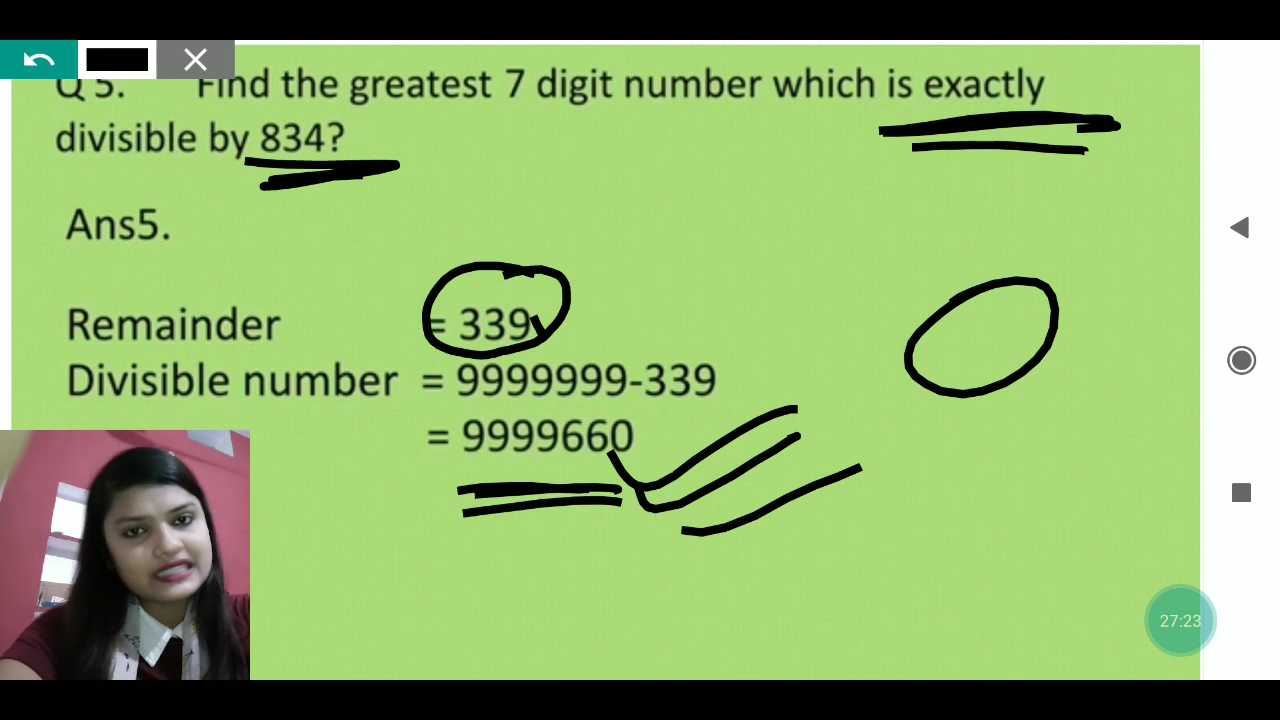 Q 5. Find the greatest 7 digit number which is exactly
divisible by 834?
Ans5.
Remainder = 339
Divisible number = 9999999-339
= 9999660
27:23